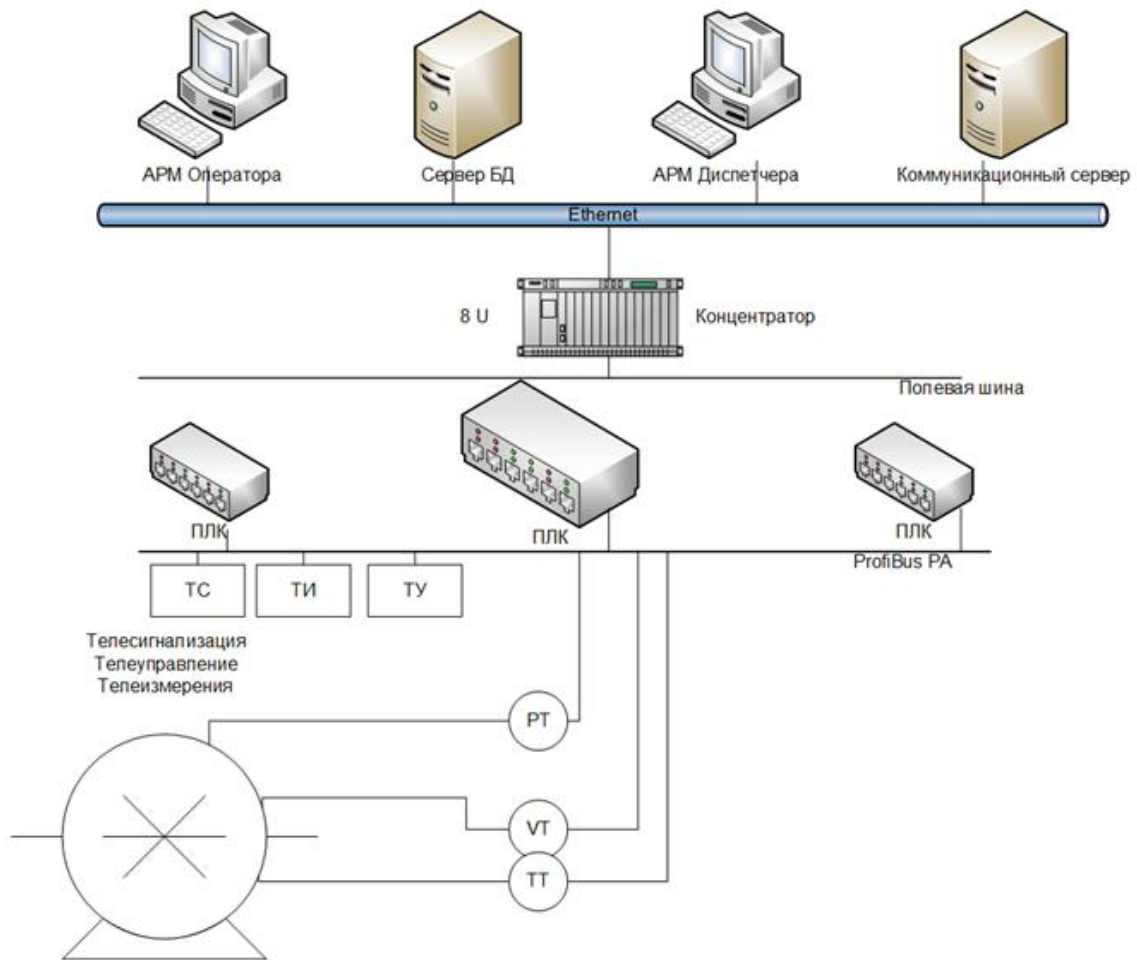 АРМ Оператора
Сервер БД
АРМ Диспетчера
Коммуникационный сервер
Ethernet
8 U
Концентратор
Полевая шина
ПЛК
ПЛК
ПЛК
ProfiBus PA
ТС
ТИ
ТУ
Телесигнализация
Телеуправление
Телеизмерения
PT
VT
TT